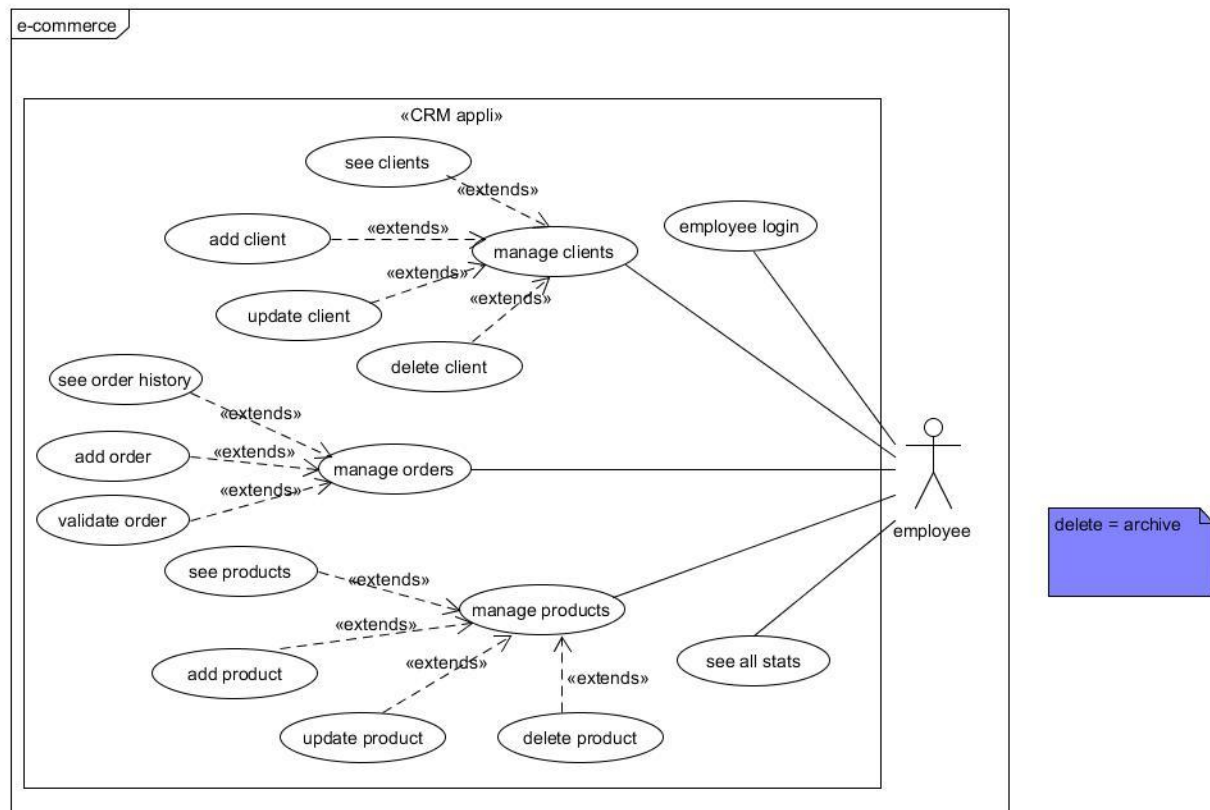 e-commerce
«CRM appli»
see clients
«extends»
add client
«extends»
manage clients
employee login
«extends»
update client
«extends»
delete client
see order history
«extends»
add order
«extends»
manage orders
«extends»
validate order
employee
delete = archive
see products
«extends»
manage products
«extends»
add product
«extends»
see all stats
«extends»
update product
delete product